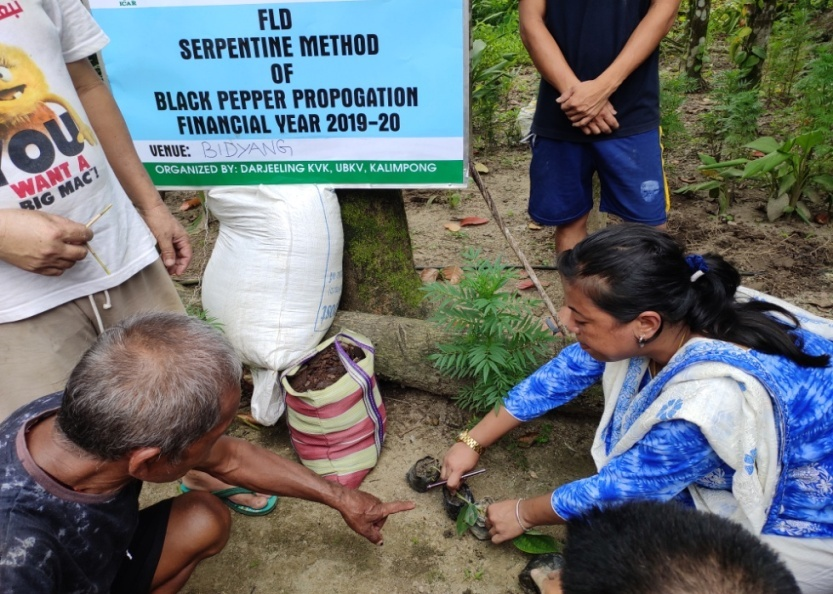 ICAR
FLD
SERPENTINE METHOD
OF
BLACK PEPPER PROPOGATION
FINANCIAL YEAR 2019-20
VENUE: BIDYANG
ORGANIZED BY: DARJEELING KVK, UBKV, KALIMPONG
YOU
WANT A
BIG MAC"!